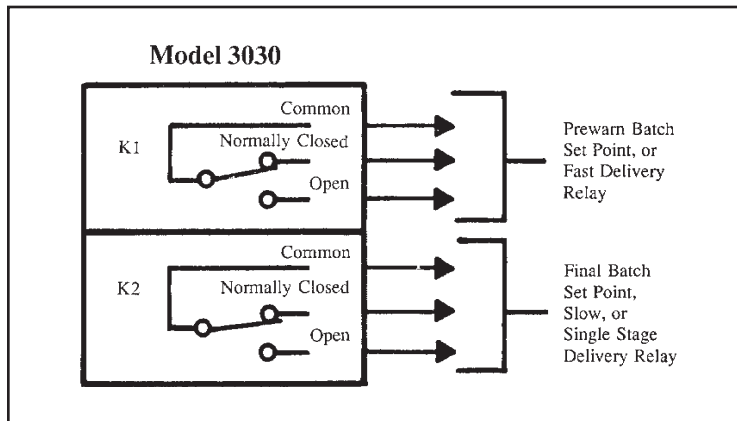 Model 3030
K1
Common
Normally Closed
Open
Prewarn Batch
Set Point, or
Fast Delivery
Relay
K2
Common
Normally Closed
Open
Final Batch
Set Point,
Slow, or
Single Stage
Delivery Relay